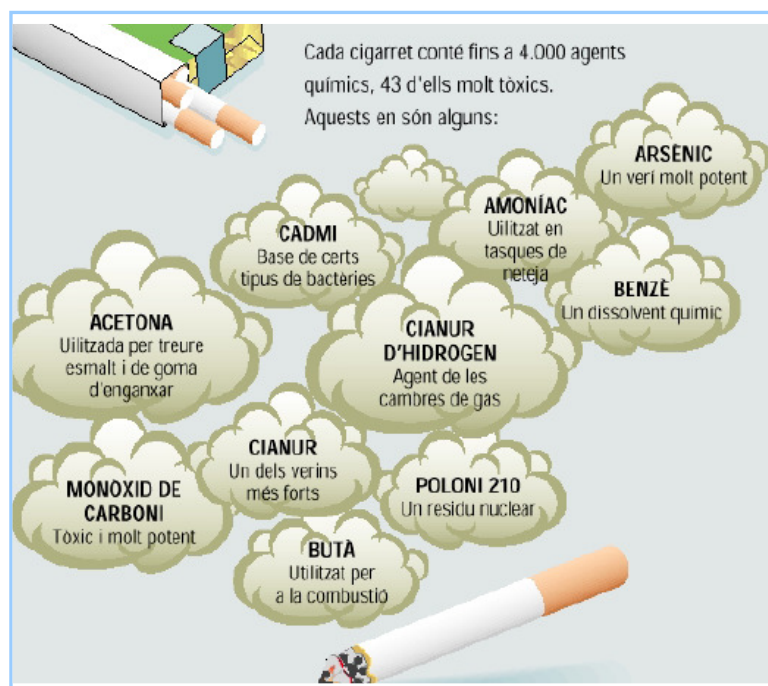 Cada cigarret conté fins a 4.000 agents
químics, 43 d'ells molt tòxics.
Aquests en són alguns:
ARSÈNIC
Un verí molt potent
AMONÍAC
Uilitzat en
tasques de
neteja
CADMI
Base de certs
tipus de bactèries
BENZÈ
Un dissolvent químic
ACETONA
Uilitzada per treure
esmalt i de goma
d'enganxar
CIANUR
D'HIDROGEN
Agent de les
cambres de gas
CIANUR
Un dels verins
més forts
MONOXID DE
CARBONI
Tòxic i molt potent
POLONI 210
Un residu nuclear
BUTÀ
Utilitzat per
a la combustió